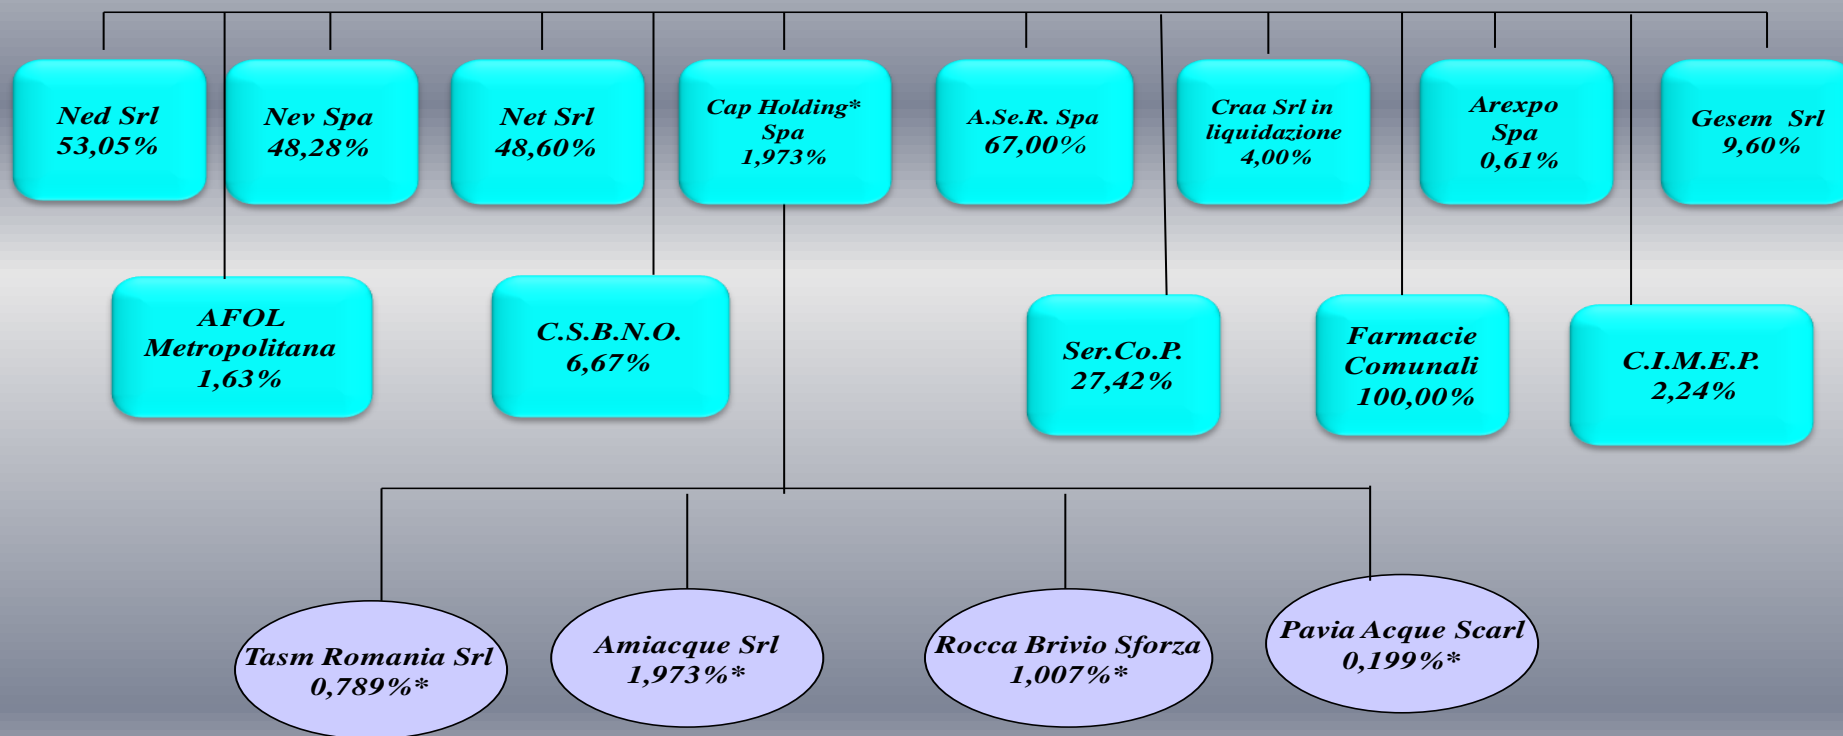 Ned Srl
53,05%
Nev Spa
48,28%
Net Srl
48,60%
Cap Holding*
Spa
1,973%
A.Se.R. Spa
67,00%
Craa Srl in
liquidazione
4,00%
Arexpo
Spa
0,61%
Gesem Srl
9,60%
AFOL
Metropolitana
1,63%
C.S.B.N.O.
6,67%
Ser.Co.P.
27,42%
Farmacie
Comunali
100,00%
C.I.M.E.P.
2,24%
Tasm Romania Srl
0,789%*
Amiacque Srl
1,973%*
Rocca Brivio Sforza
1,007%*
Pavia Acque Scarl
0,199%*